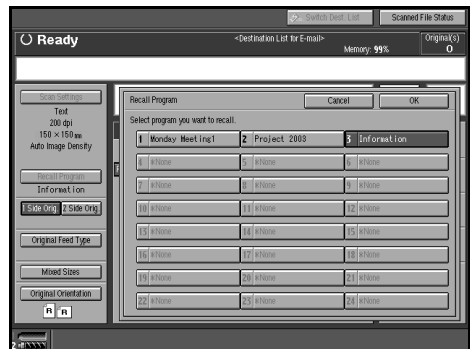 Switch Dest. List Scanned File Status
Ready <Destination List for E-mail> Memory: 99% Original(s) 0
Scan Settings
Text
200 dpi
150 × 150 mm
Auto Image Density
Recall Program
Information
1 Side Orig. 2 Side Orig.
Original Feed Type
Mixed Sizes
Original Orientation
R R
Recall Program Cancel OK
Select program you want to recall.
1 Monday Meeting1 2 Project 2003 3 Information
4 *None 5 *None 6 *None
7 *None 8 *None 9 *None
10 *None 11 *None 12 *None
13 *None 14 *None 15 *None
16 *None 17 *None 18 *None
19 *None 20 *None 21 *None
22 *None 23 *None 24 *None
2